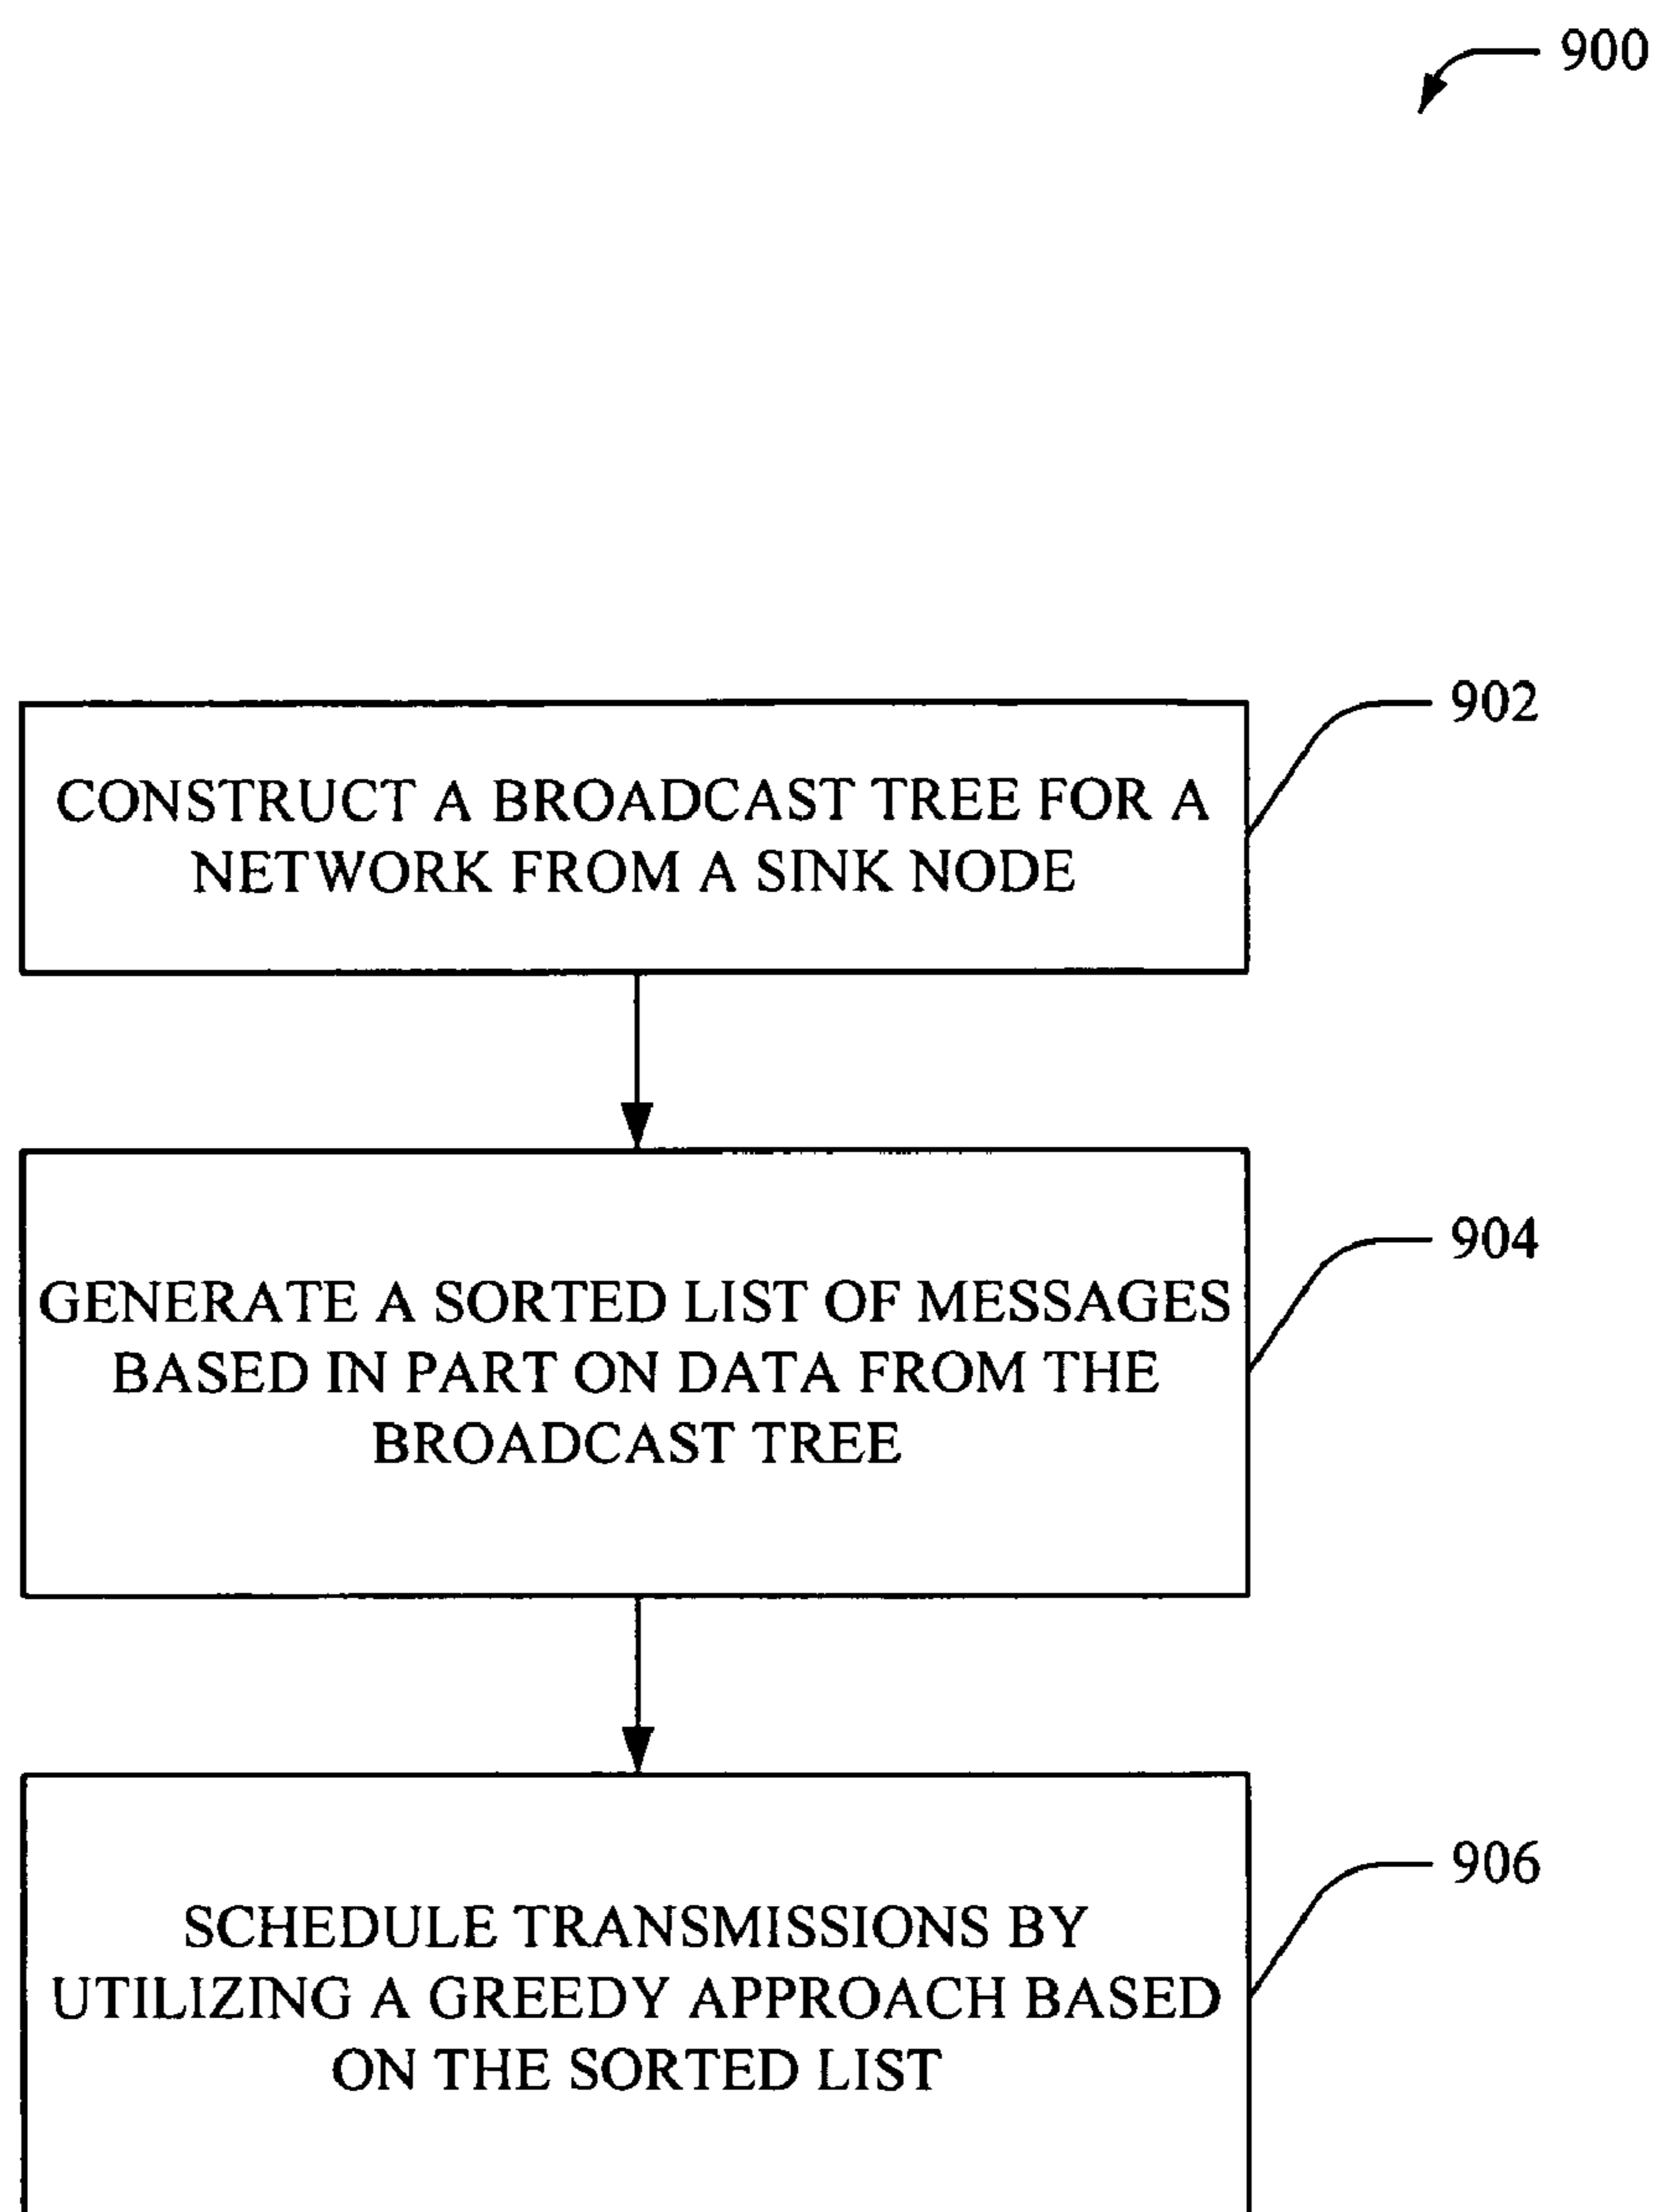 900
902
CONSTRUCT A BROADCAST TREE FOR A
NETWORK FROM A SINK NODE
904
GENERATE A SORTED LIST OF MESSAGES
BASED IN PART ON DATA FROM THE
BROADCAST TREE
906
SCHEDULE TRANSMISSIONS BY
UTILIZING A GREEDY APPROACH BASED
ON THE SORTED LIST